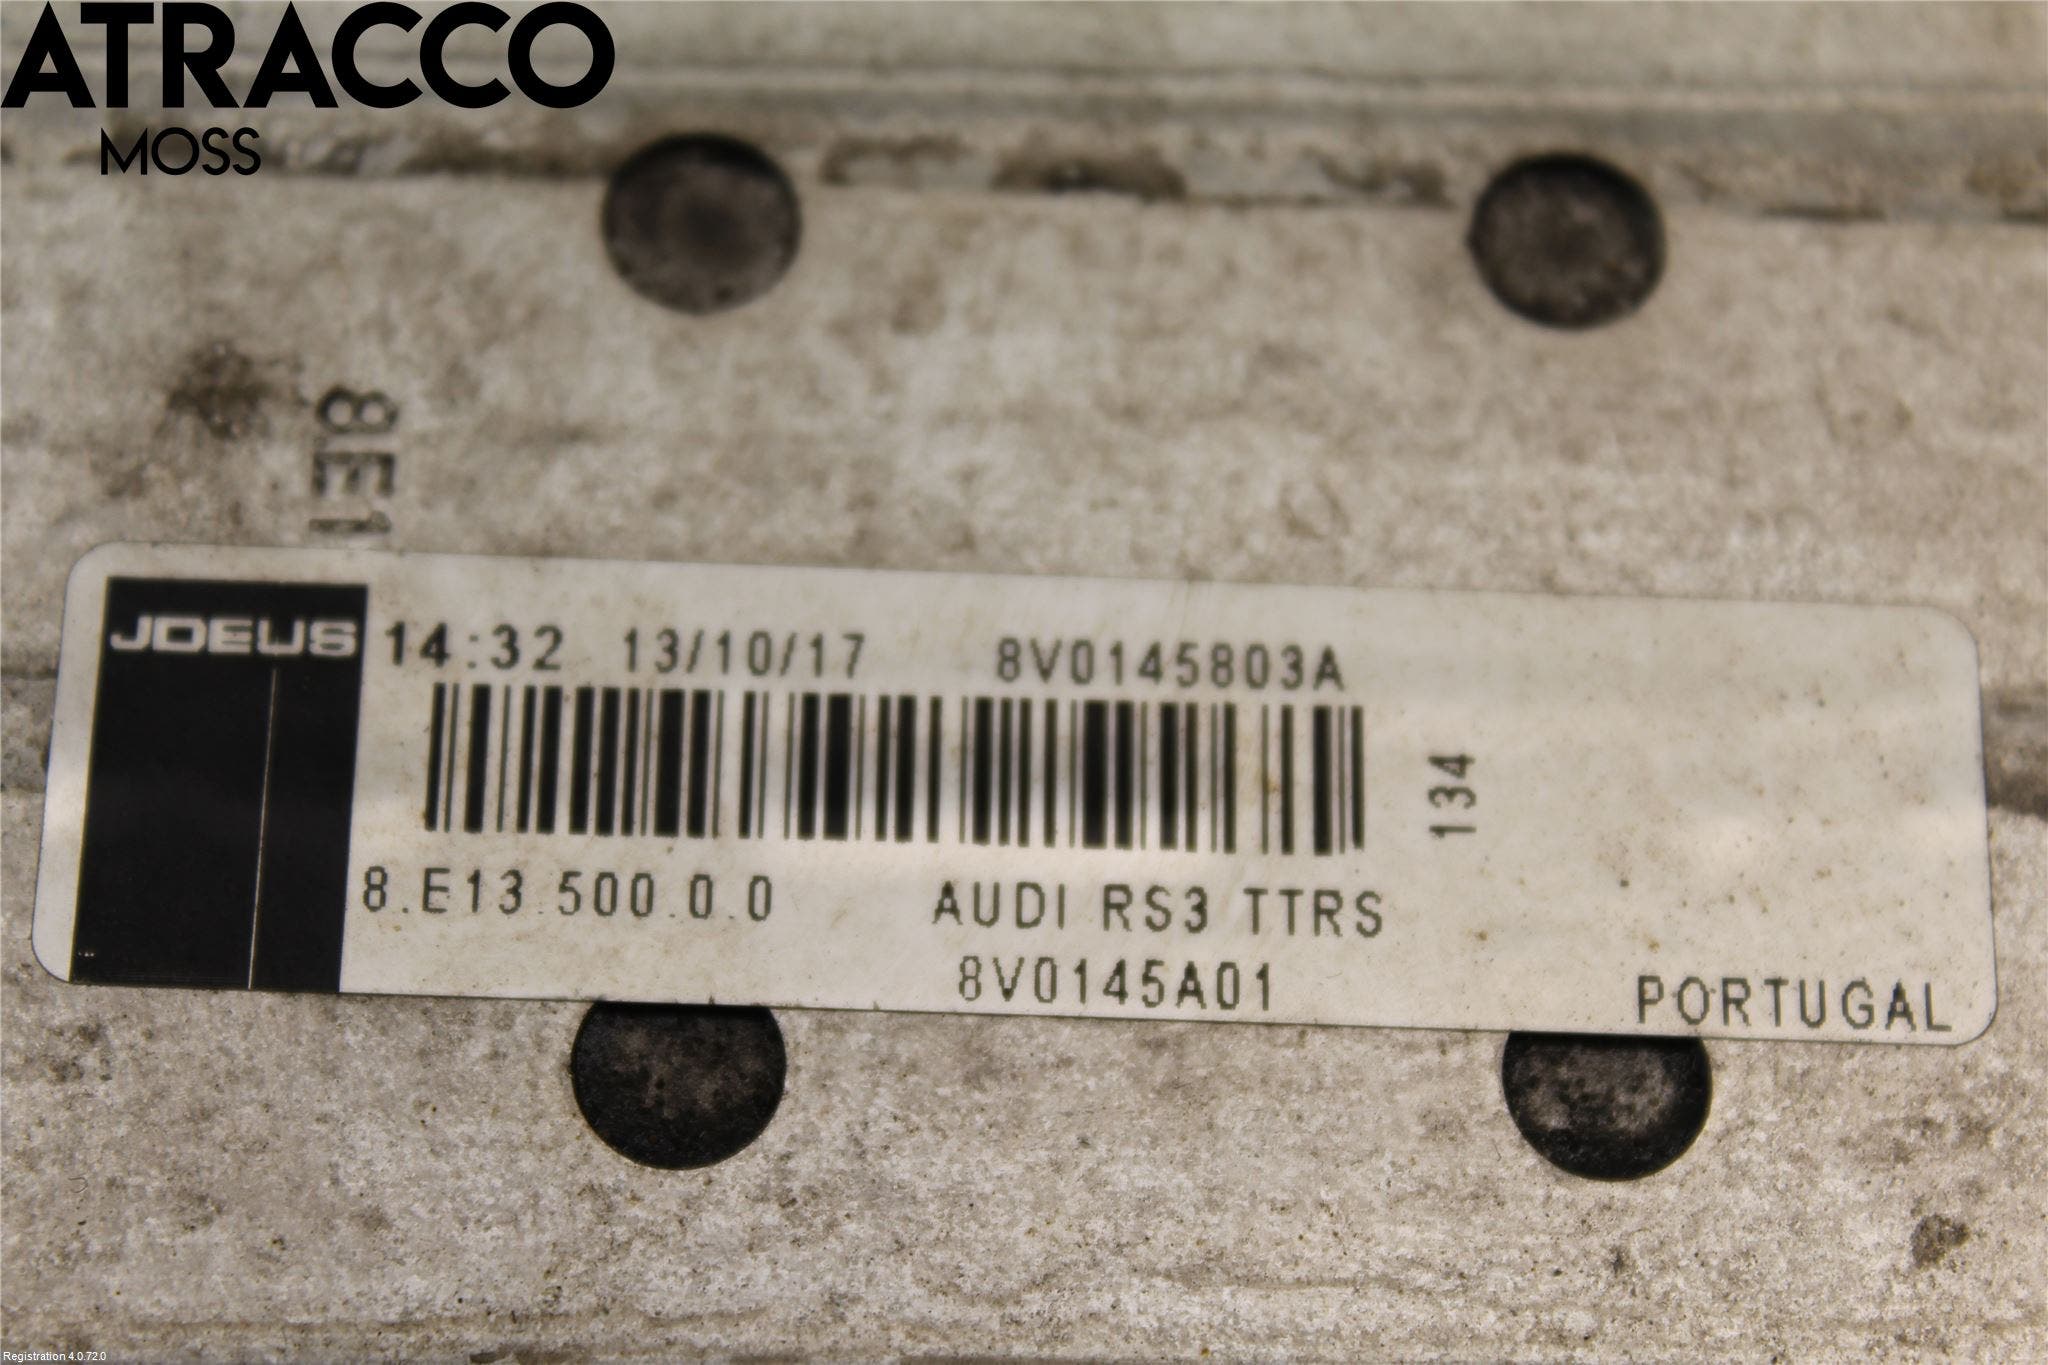 ATRACCO
MOSS
8E1
JDEUS
14:32 13/10/17 8V0145803A
134
8.E13.500.0.0 AUDI RS3 TTRS
8V0145A01
PORTUGAL
Registration 4.0.72.0